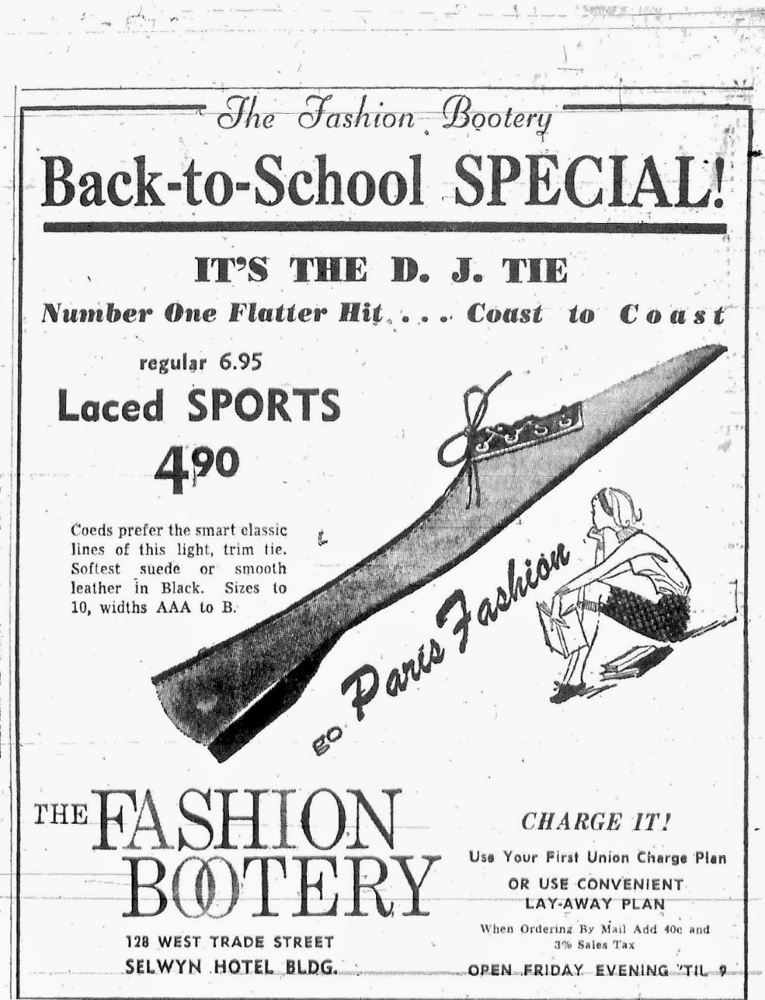 The Fashion Bootery
Back-to-School SPECIAL!
IT'S THE D. J. TIE
Number One Flatter Hit . . . . Coast to Coast
regular 6.95
Laced SPORTS
4.90
Coeds prefer the smart classic
lines of this light, trim tie.
Softest suede or smooth
leather in Black. Sizes to
10, widths AAA to B.
go Paris Fashion
THE FASHION
BOOTERY
128 WEST TRADE STREET
SELWYN HOTEL BLDG.
CHARGE IT!
Use Your First Union Charge Plan
OR USE CONVENIENT
LAY-AWAY PLAN
When Ordering By Mail Add 40c and
3% Sales Tax
OPEN FRIDAY EVENING 'TIL 9